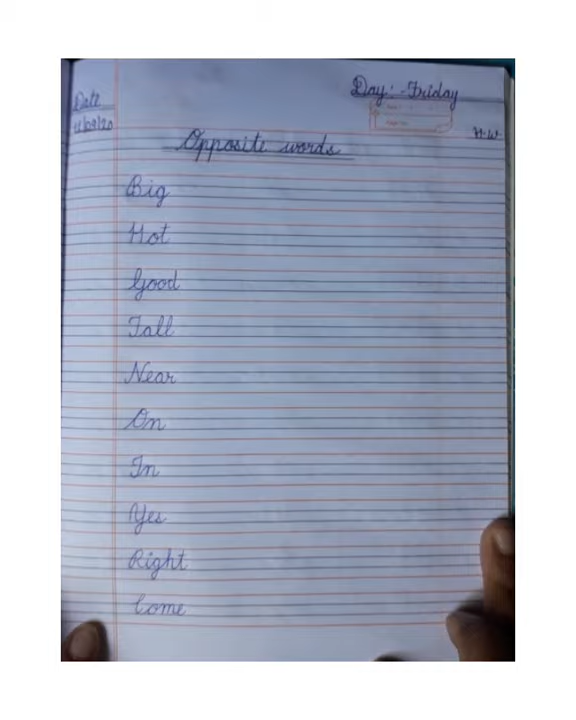 Day:-Friday
Date
H.W
Opposite words
Big
Hot
Good
Tall
Near
On
In
Yes
Right
Come